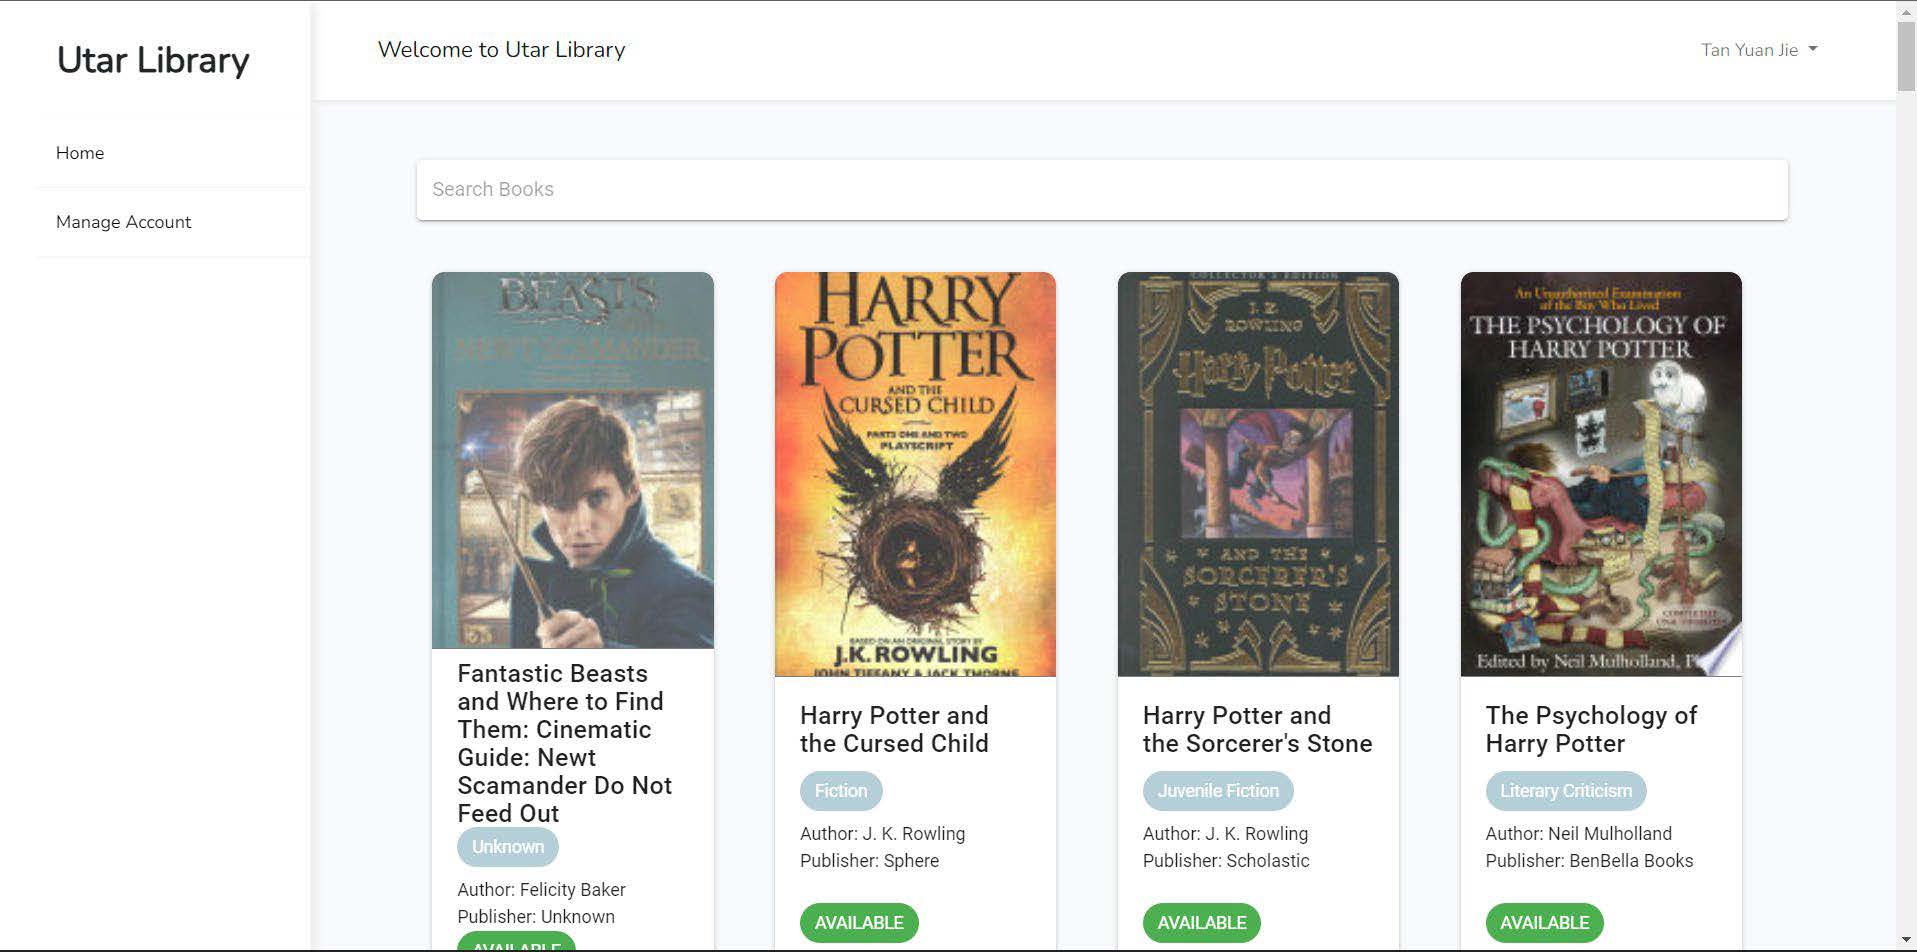 Utar Library
Welcome to Utar Library
Tan Yuan Jie
Home
Manage Account
Search Books
BEASTS
NEWT SCAMANDER
HARRY
POTTER
AND THE
CURSED CHILD
PARTS ONE AND TWO
PLAYSCRIPT
BASED ON AN ORIGINAL STORY BY
J.K. ROWLING
JOHN TIFFANY & JACK THORNE
COLLECTOR'S EDITION
J. K.
ROWLING
Harry Potter
AND THE
SORCERER'S
STONE
An Unauthorized Examination
of the Boy Who Lived
THE PSYCHOLOGY OF
HARRY POTTER
Edited by Neil Mulholland,
Fantastic Beasts
and Where to Find
Them: Cinematic
Guide: Newt
Scamander Do Not
Feed Out
Unknown
Author: Felicity Baker
Publisher: Unknown
AVAILABLE
Harry Potter and
the Cursed Child
Fiction
Author: J. K. Rowling
Publisher: Sphere
AVAILABLE
Harry Potter and
the Sorcerer's Stone
Juvenile Fiction
Author: J. K. Rowling
Publisher: Scholastic
AVAILABLE
The Psychology of
Harry Potter
Literary Criticism
Author: Neil Mulholland
Publisher: BenBella Books
AVAILABLE